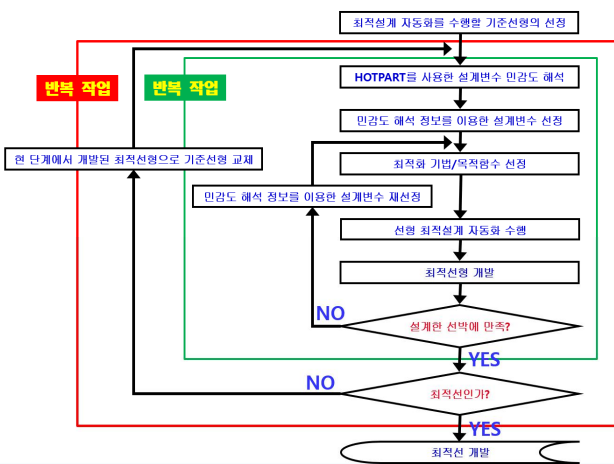 최적설계 자동화를 수행할 기준선형의 선정
반복 작업
반복 작업
HOTPART를 사용한 설계변수 민감도 해석
민감도 해석 정보를 이용한 설계변수 선정
현 단계에서 개발된 최적선형으로 기준선형 교체
최적화 기법/목적함수 선정
민감도 해석 정보를 이용한 설계변수 재선정
선형 최적설계 자동화 수행
최적선형 개발
NO
설계한 선박에 만족?
YES
NO
최적선인가?
YES
최적선 개발